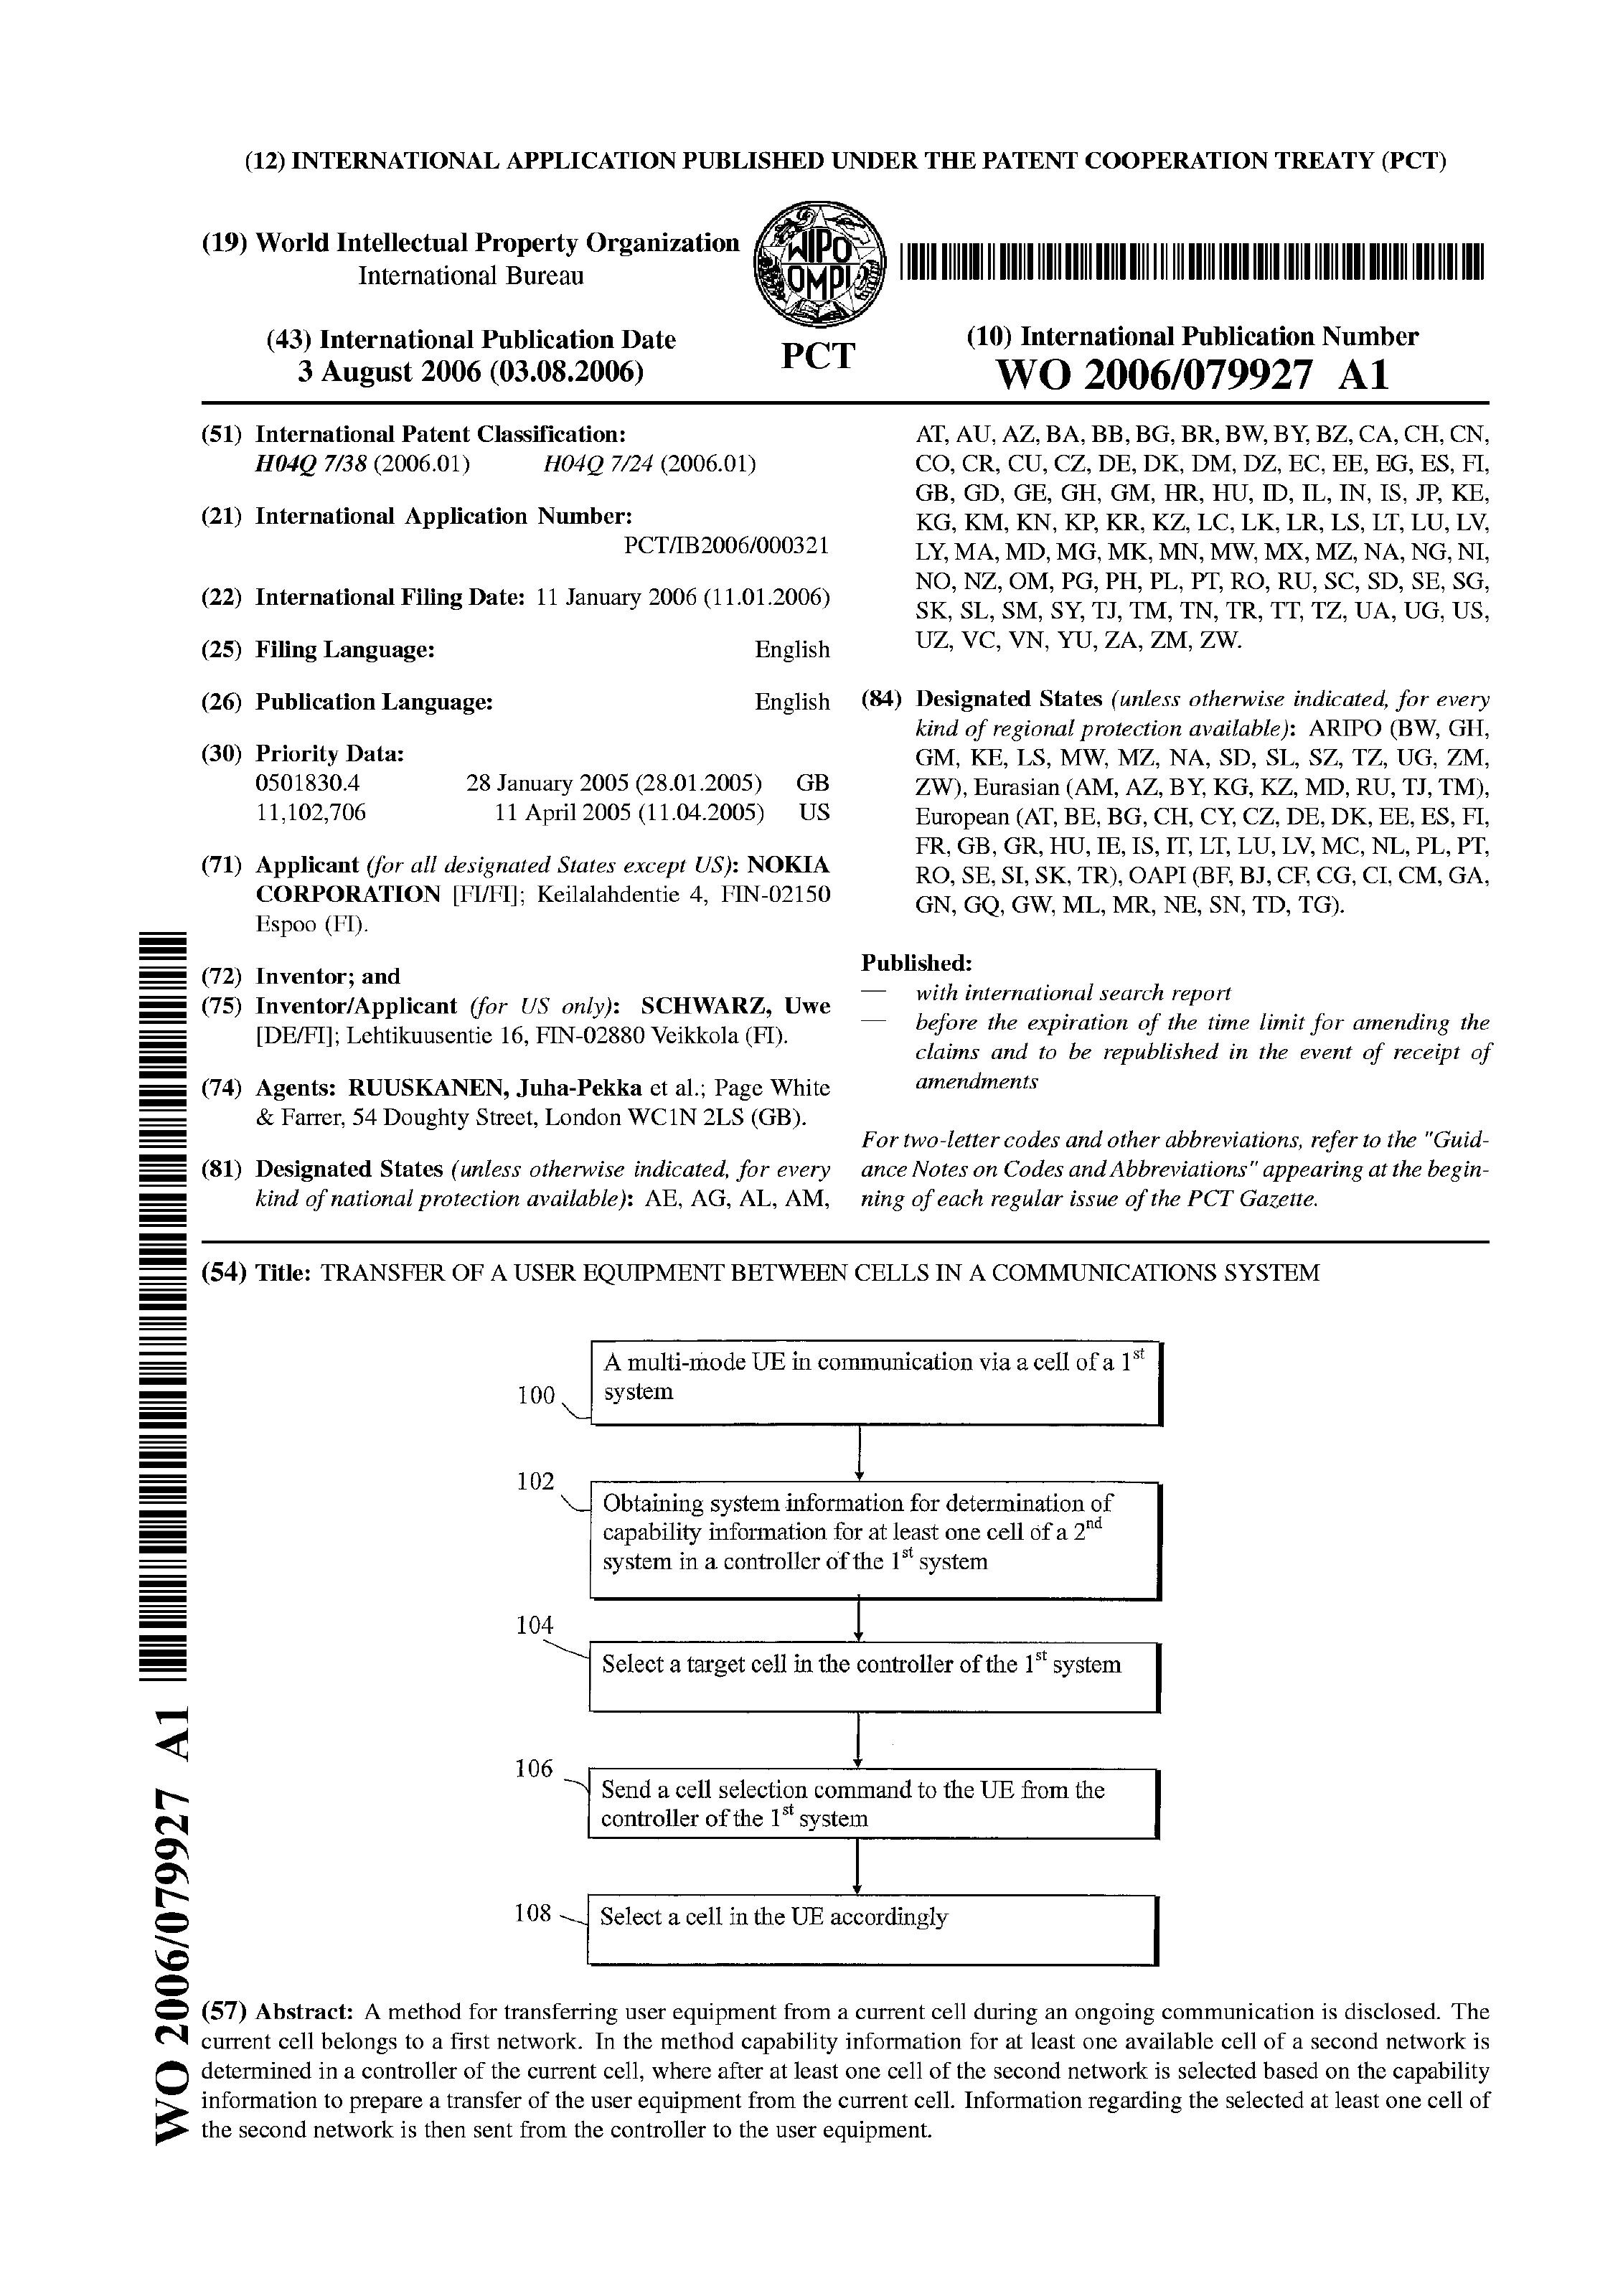 (12) INTERNATIONAL APPLICATION PUBLISHED UNDER THE PATENT COOPERATION TREATY (PCT)
(19) World Intellectual Property Organization
International Bureau
WIPO
OMPI
(43) International Publication Date
3 August 2006 (03.08.2006)
PCT
(10) International Publication Number
WO 2006/079927 A1
(51) International Patent Classification:
H04Q 7/38 (2006.01) H04Q 7/24 (2006.01)
(21) International Application Number:
PCT/IB2006/000321
(22) International Filing Date: 11 January 2006 (11.01.2006)
(25) Filing Language: English
(26) Publication Language: English
(30) Priority Data:
0501830.4 28 January 2005 (28.01.2005) GB
11,102,706 11 April 2005 (11.04.2005) US
(71) Applicant (for all designated States except US): NOKIA
CORPORATION [FI/FI]; Keilalahdentie 4, FIN-02150
Espoo (FI).
(72) Inventor; and
(75) Inventor/Applicant (for US only): SCHWARZ, Uwe
[DE/FI]; Lehtikuusentie 16, FIN-02880 Veikkola (FI).
(74) Agents: RUUSKANEN, Juha-Pekka et al.; Page White
& Farrer, 54 Doughty Street, London WC1N 2LS (GB).
(81) Designated States (unless otherwise indicated, for every
kind of national protection available): AE, AG, AL, AM,
AT, AU, AZ, BA, BB, BG, BR, BW, BY, BZ, CA, CH, CN,
CO, CR, CU, CZ, DE, DK, DM, DZ, EC, EE, EG, ES, FI,
GB, GD, GE, GH, GM, HR, HU, ID, IL, IN, IS, JP, KE,
KG, KM, KN, KP, KR, KZ, LC, LK, LR, LS, LT, LU, LV,
LY, MA, MD, MG, MK, MN, MW, MX, MZ, NA, NG, NI,
NO, NZ, OM, PG, PH, PL, PT, RO, RU, SC, SD, SE, SG,
SK, SL, SM, SY, TJ, TM, TN, TR, TT, TZ, UA, UG, US,
UZ, VC, VN, YU, ZA, ZM, ZW.
(84) Designated States (unless otherwise indicated, for every
kind of regional protection available): ARIPO (BW, GH,
GM, KE, LS, MW, MZ, NA, SD, SL, SZ, TZ, UG, ZM,
ZW), Eurasian (AM, AZ, BY, KG, KZ, MD, RU, TJ, TM),
European (AT, BE, BG, CH, CY, CZ, DE, DK, EE, ES, FI,
FR, GB, GR, HU, IE, IS, IT, LT, LU, LV, MC, NL, PL, PT,
RO, SE, SI, SK, TR), OAPI (BF, BJ, CF, CG, CI, CM, GA,
GN, GQ, GW, ML, MR, NE, SN, TD, TG).
Published:
— with international search report
— before the expiration of the time limit for amending the
claims and to be republished in the event of receipt of
amendments
For two-letter codes and other abbreviations, refer to the "Guid-
ance Notes on Codes and Abbreviations" appearing at the begin-
ning of each regular issue of the PCT Gazette.
(54) Title: TRANSFER OF A USER EQUIPMENT BETWEEN CELLS IN A COMMUNICATIONS SYSTEM
100
A multi-mode UE in communication via a cell of a 1st
system
102
Obtaining system information for determination of
capability information for at least one cell of a 2nd
system in a controller of the 1st system
104
Select a target cell in the controller of the 1st system
106
Send a cell selection command to the UE from the
controller of the 1st system
108
Select a cell in the UE accordingly
(57) Abstract: A method for transferring user equipment from a current cell during an ongoing communication is disclosed. The
current cell belongs to a first network. In the method capability information for at least one available cell of a second network is
determined in a controller of the current cell, where after at least one cell of the second network is selected based on the capability
information to prepare a transfer of the user equipment from the current cell. Information regarding the selected at least one cell of
the second network is then sent from the controller to the user equipment.
WO 2006/079927 A1